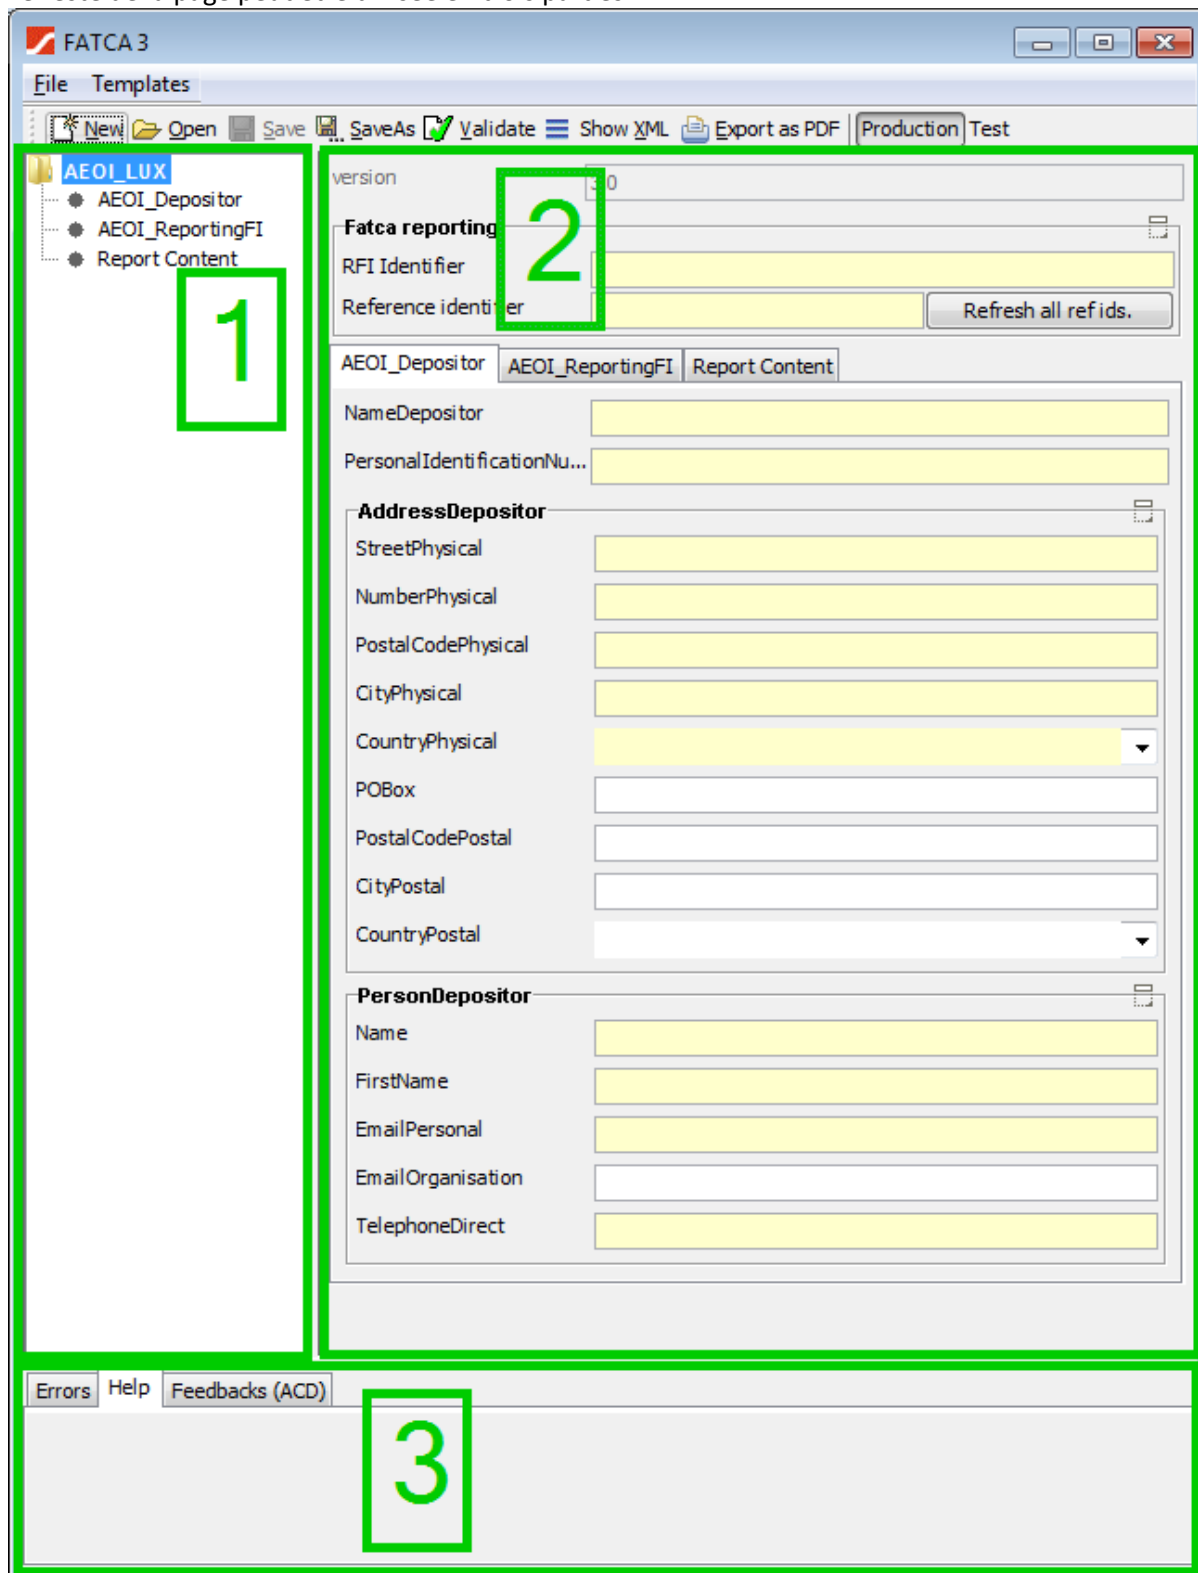 FATCA 3
File Templates
New Open Save SaveAs Validate Show XML Export as PDF Production Test
AEOI_LUX
AEOI_Depositor
AEOI_ReportingFI
Report Content
1
version
2
Fatca reporting
RFI Identifier
Reference identifier Refresh all ref ids.
AEOI_Depositor AEOI_ReportingFI Report Content
NameDepositor
PersonalIdentificationNu...
AddressDepositor
StreetPhysical
NumberPhysical
PostalCodePhysical
CityPhysical
CountryPhysical
POBox
PostalCodePostal
CityPostal
CountryPostal
PersonDepositor
Name
FirstName
EmailPersonal
EmailOrganisation
TelephoneDirect
Errors Help Feedbacks (ACD)
3